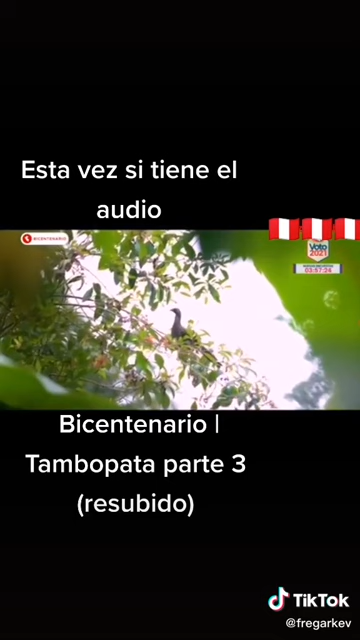 Esta vez si tiene el
audio
BICENTENARIO
Voto
2021
03:57:24
Bicentenario |
Tambopata parte 3
(resubido)
TikTok
@fregarkev